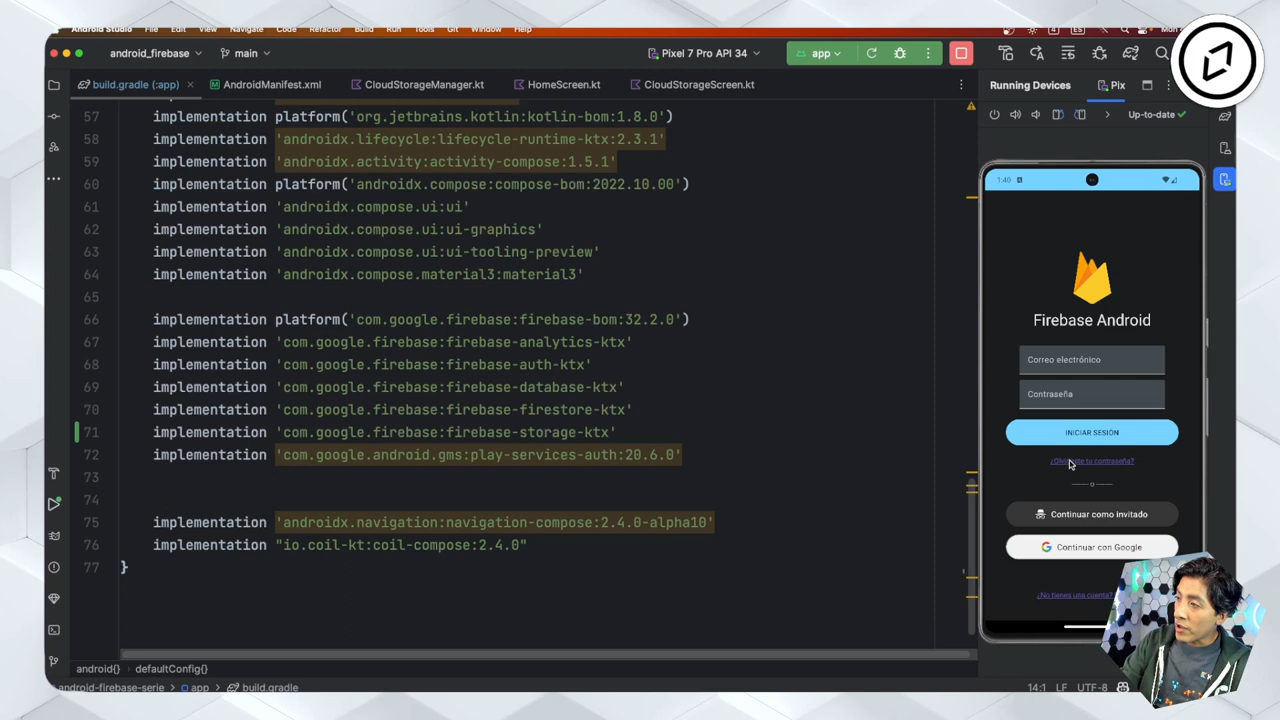 Android Studio File Edit View Navigate Code Refactor Build Run Tools Git Window Help
android_firebase main Pixel 7 Pro API 34 app
build.gradle (:app) AndroidManifest.xml CloudStorageManager.kt HomeScreen.kt CloudStorageScreen.kt Running Devices Pix
57 implementation platform('org.jetbrains.kotlin:kotlin-bom:1.8.0')
58 implementation 'androidx.lifecycle:lifecycle-runtime-ktx:2.3.1'
59 implementation 'androidx.activity:activity-compose:1.5.1'
60 implementation platform('androidx.compose:compose-bom:2022.10.00')
61 implementation 'androidx.compose.ui:ui'
62 implementation 'androidx.compose.ui:ui-graphics'
63 implementation 'androidx.compose.ui:ui-tooling-preview'
64 implementation 'androidx.compose.material3:material3'
65
66 implementation platform('com.google.firebase:firebase-bom:32.2.0')
67 implementation 'com.google.firebase:firebase-analytics-ktx'
68 implementation 'com.google.firebase:firebase-auth-ktx'
69 implementation 'com.google.firebase:firebase-database-ktx'
70 implementation 'com.google.firebase:firebase-firestore-ktx'
71 implementation 'com.google.firebase:firebase-storage-ktx'
72 implementation 'com.google.android.gms:play-services-auth:20.6.0'
73
74
75 implementation 'androidx.navigation:navigation-compose:2.4.0-alpha10'
76 implementation "io.coil-kt:coil-compose:2.4.0"
77 }
android{} defaultConfig{}
android-firebase-serie app build.gradle
14:1 LF UTF-8
Up-to-date
1:40
Firebase Android
Correo electrónico
Contraseña
INICIAR SESIÓN
¿Olvidaste tu contraseña?
o
Continuar como invitado
Continuar con Google
¿No tienes una cuenta?